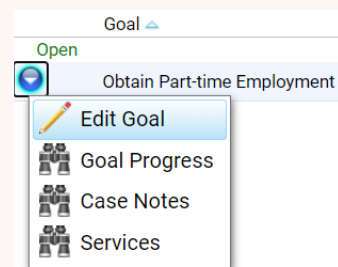 Goal
Open
Obtain Part-time Employment
Edit Goal
Goal Progress
Case Notes
Services